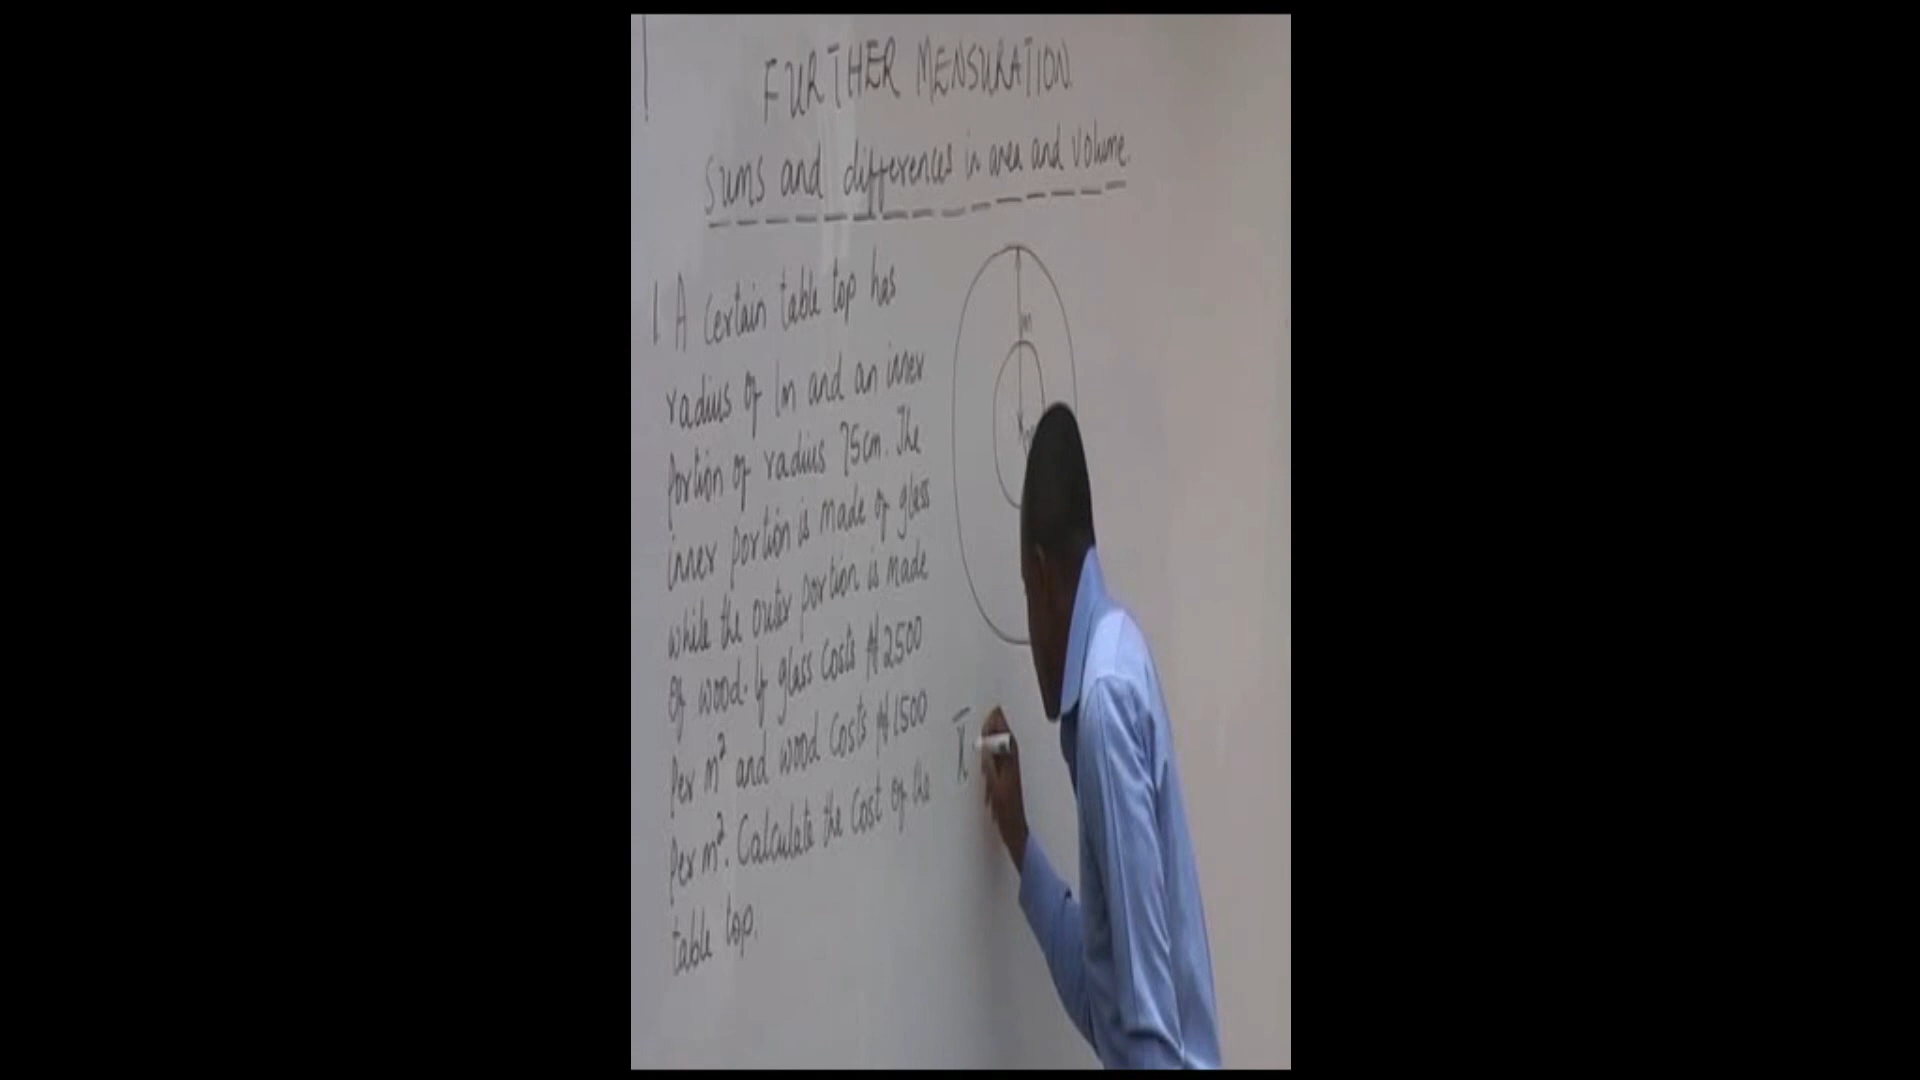 FURTHER MENSURATION.
Sums and differences in area and volume.
1. A certain table top has
radius of 1m and an inner
portion of radius 75cm. The
inner portion is made of glass
while the outer portion is made
of wood. If glass costs ₦2500
per m² and wood costs ₦1500
per m². Calculate the cost of the
table top.
1m